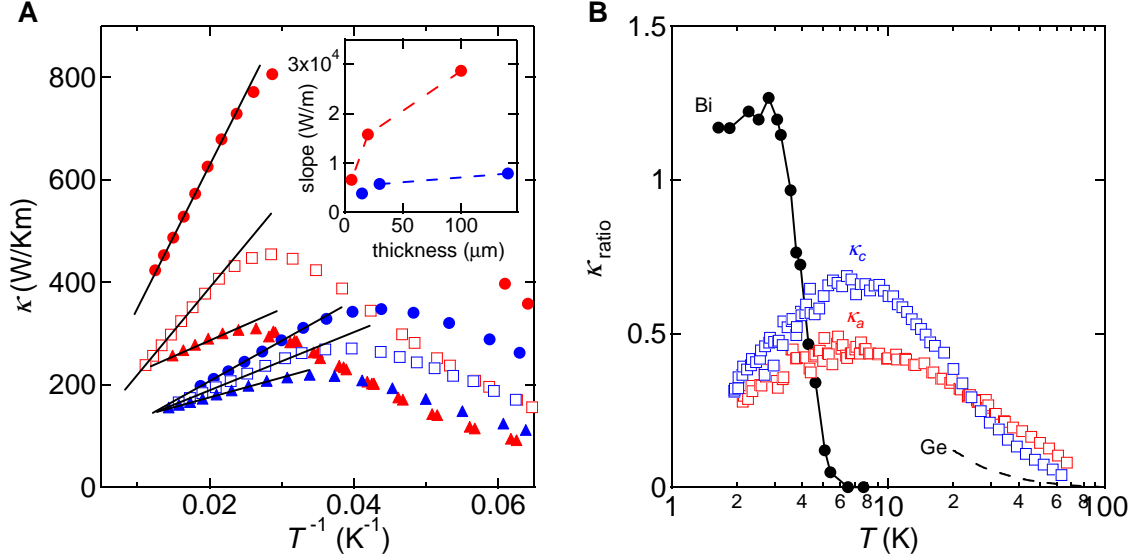 A
κ (W/Km)
800
600
400
200
0
0.02
0.04
0.06
T⁻¹ (K⁻¹)
slope (W/m)
3x10⁴
2
1
0
0
50
100
thickness (μm)
B
κratio
1.5
1
0.5
0
Bi
κc
κa
Ge
1
2
4
6
8
10
2
4
6
8
100
T (K)